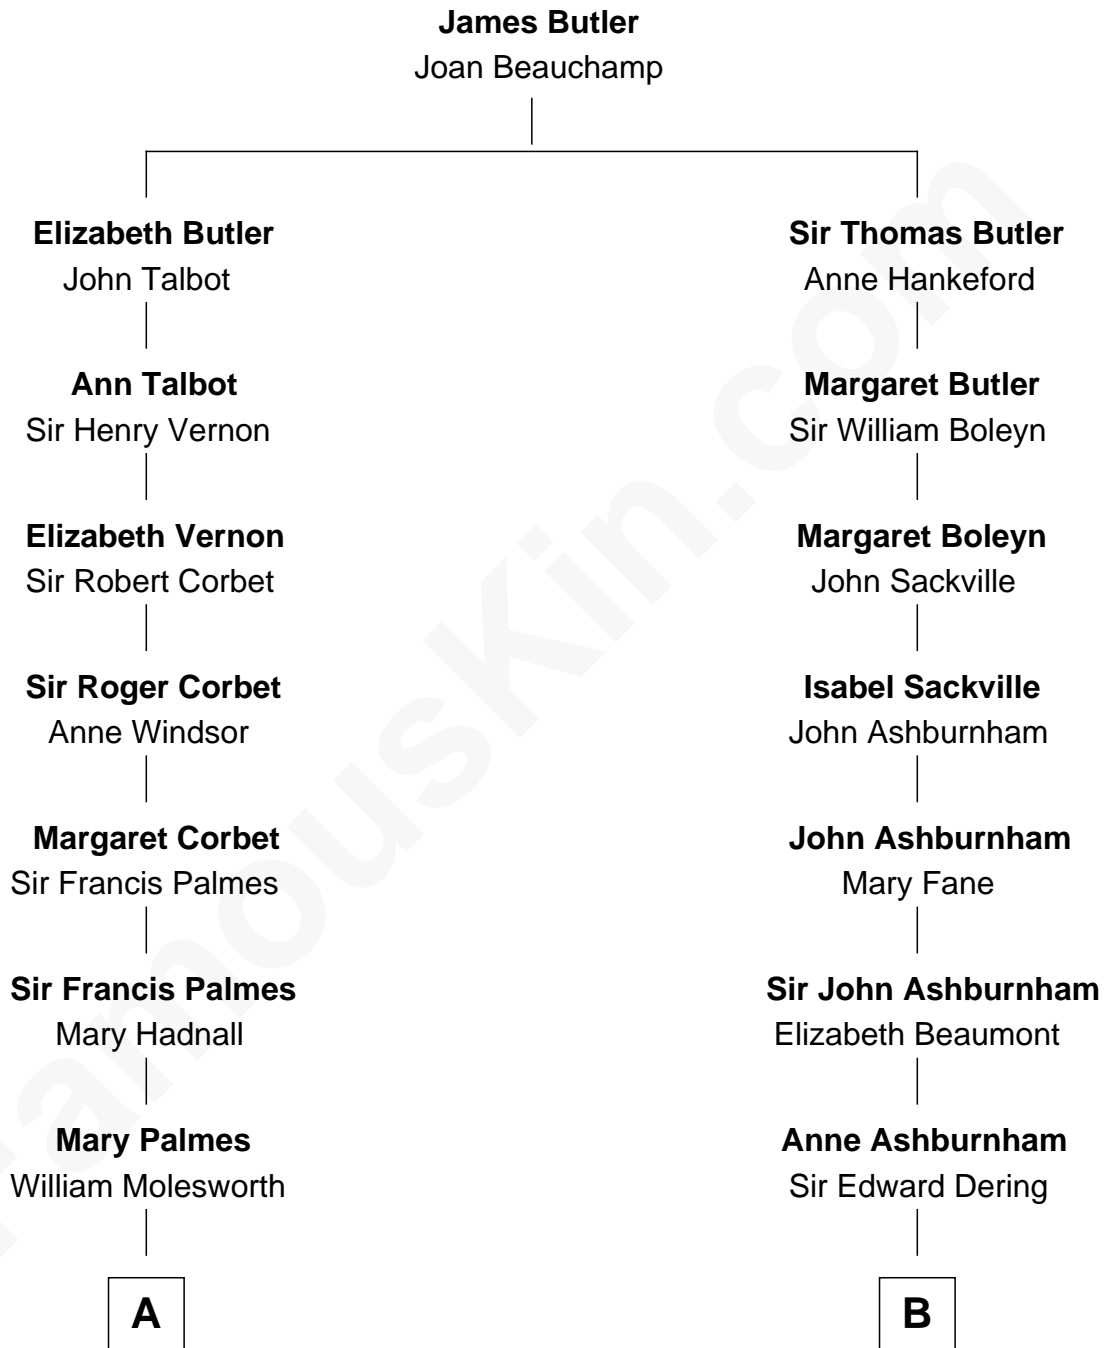 James Butler
Joan Beauchamp
Elizabeth Butler
John Talbot
Sir Thomas Butler
Anne Hankeford
Ann Talbot
Sir Henry Vernon
Margaret Butler
Sir William Boleyn
Elizabeth Vernon
Sir Robert Corbet
Margaret Boleyn
John Sackville
Sir Roger Corbet
Anne Windsor
Isabel Sackville
John Ashburnham
Margaret Corbet
Sir Francis Palmes
John Ashburnham
Mary Fane
Sir Francis Palmes
Mary Hadnall
Sir John Ashburnham
Elizabeth Beaumont
Mary Palmes
William Molesworth
Anne Ashburnham
Sir Edward Dering
A
B
FamousKin.com